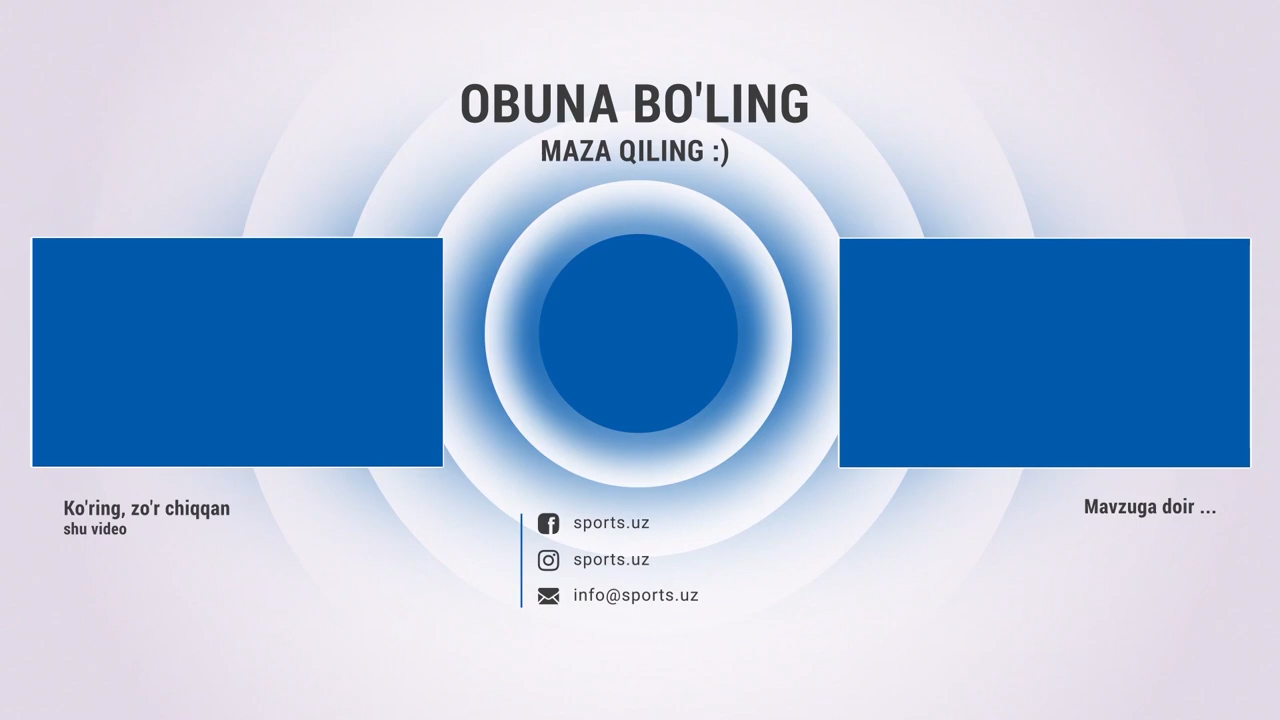 OBUNA BO'LING
MAZA QILING :)
Ko'ring, zo'r chiqqan
shu video
Mavzuga doir ...
sports.uz
sports.uz
info@sports.uz